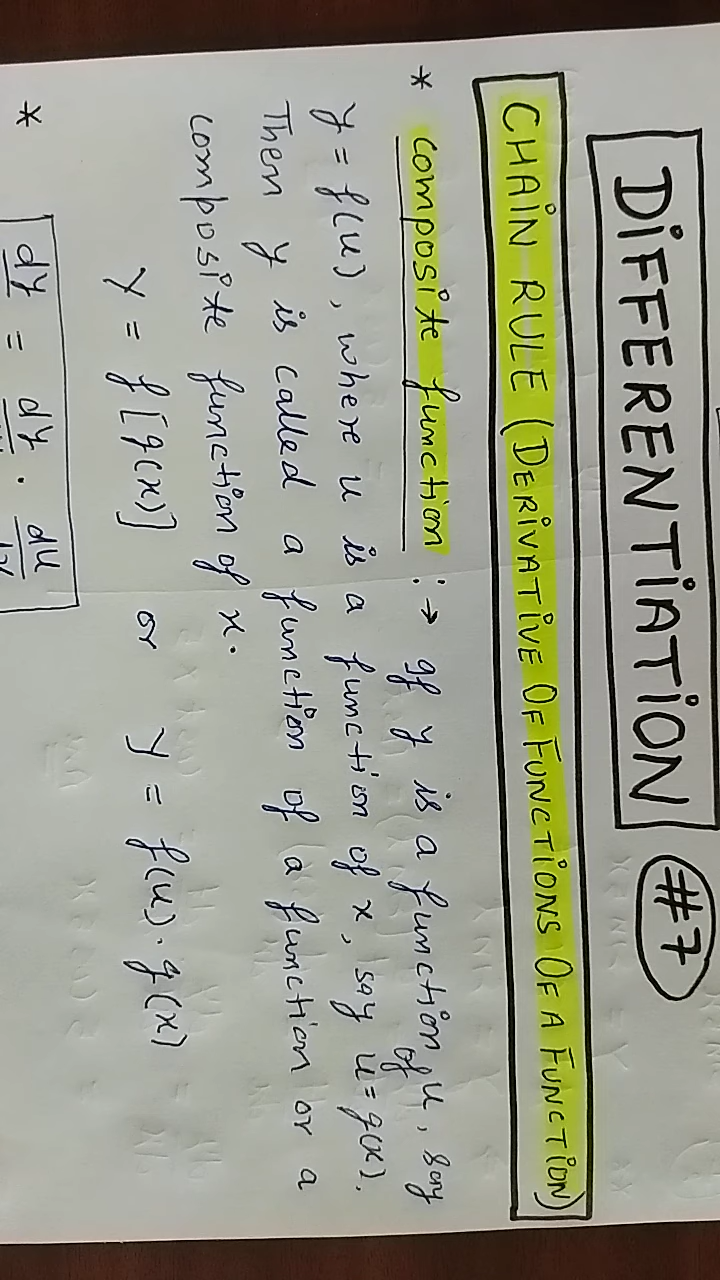 DIFFERENTIATION #7
CHAIN RULE (DERIVATIVE OF FUNCTIONS OF A FUNCTION)
* Composite function :→ If y is a function of u, say
y = f(u), where u is a function of x, say u = g(x).
Then y is called a function of a function or a
composite function of x.
y = f[g(x)] or y = f(u)·g(x)
* dy = dy · du